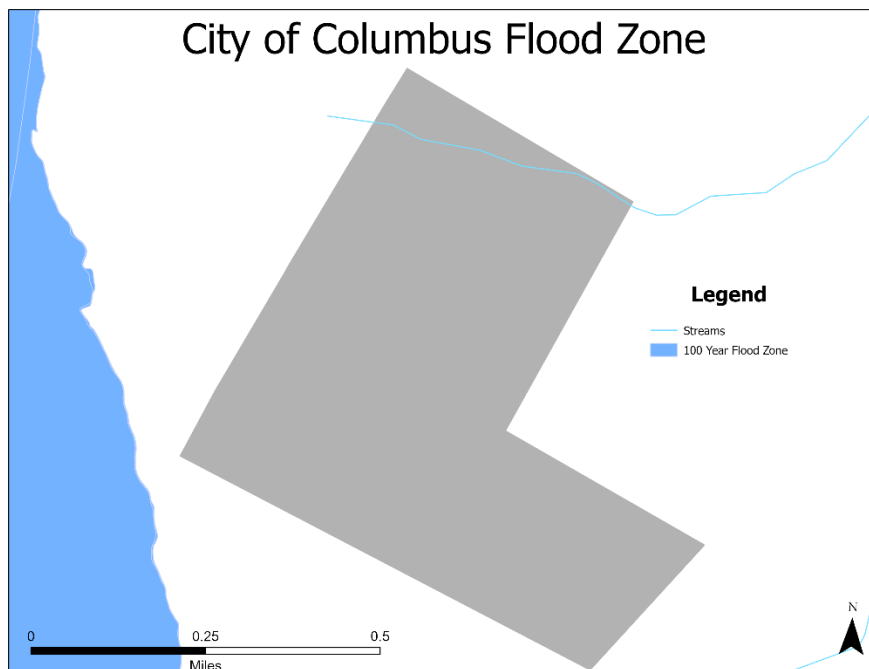 City of Columbus Flood Zone
Legend
Streams
100 Year Flood Zone
N
0 0.25 0.5
Miles